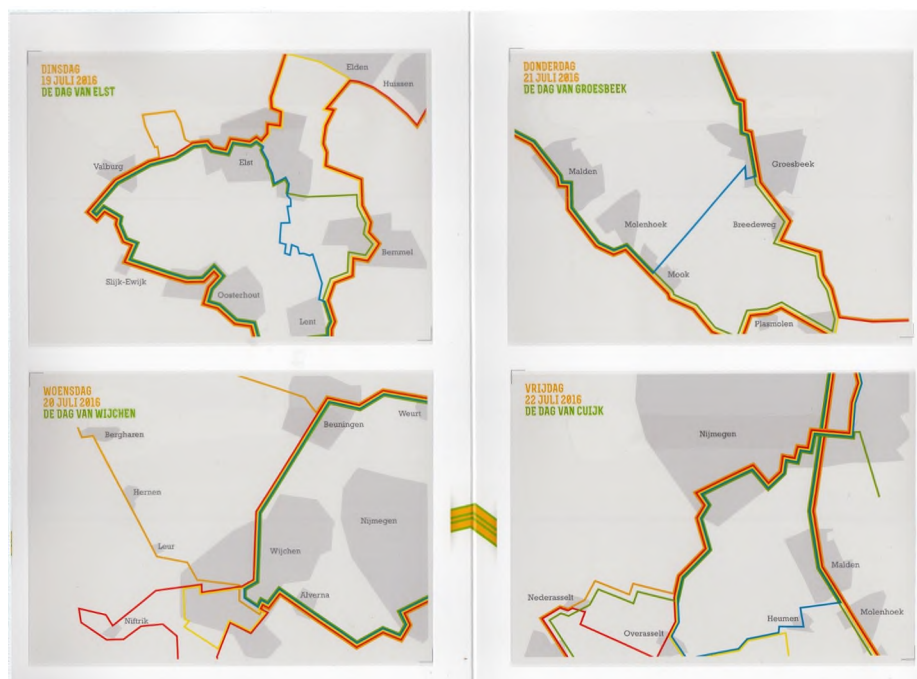 DINSDAG
19 JULI 2016
DE DAG VAN ELST
Elden
Huissen
Valburg
Elst
Bemmel
Slijk-Ewijk
Oosterhout
Lent
DONDERDAG
21 JULI 2016
DE DAG VAN GROESBEEK
Groesbeek
Malden
Molenhoek
Breedeweg
Mook
Plasmolen
WOENSDAG
20 JULI 2016
DE DAG VAN WIJCHEN
Weurt
Beuningen
Bergharen
Hernen
Nijmegen
Leur
Wijchen
Alverna
Niftrik
VRIJDAG
22 JULI 2016
DE DAG VAN CUIJK
Nijmegen
Malden
Nederasselt
Molenhoek
Heumen
Overasselt